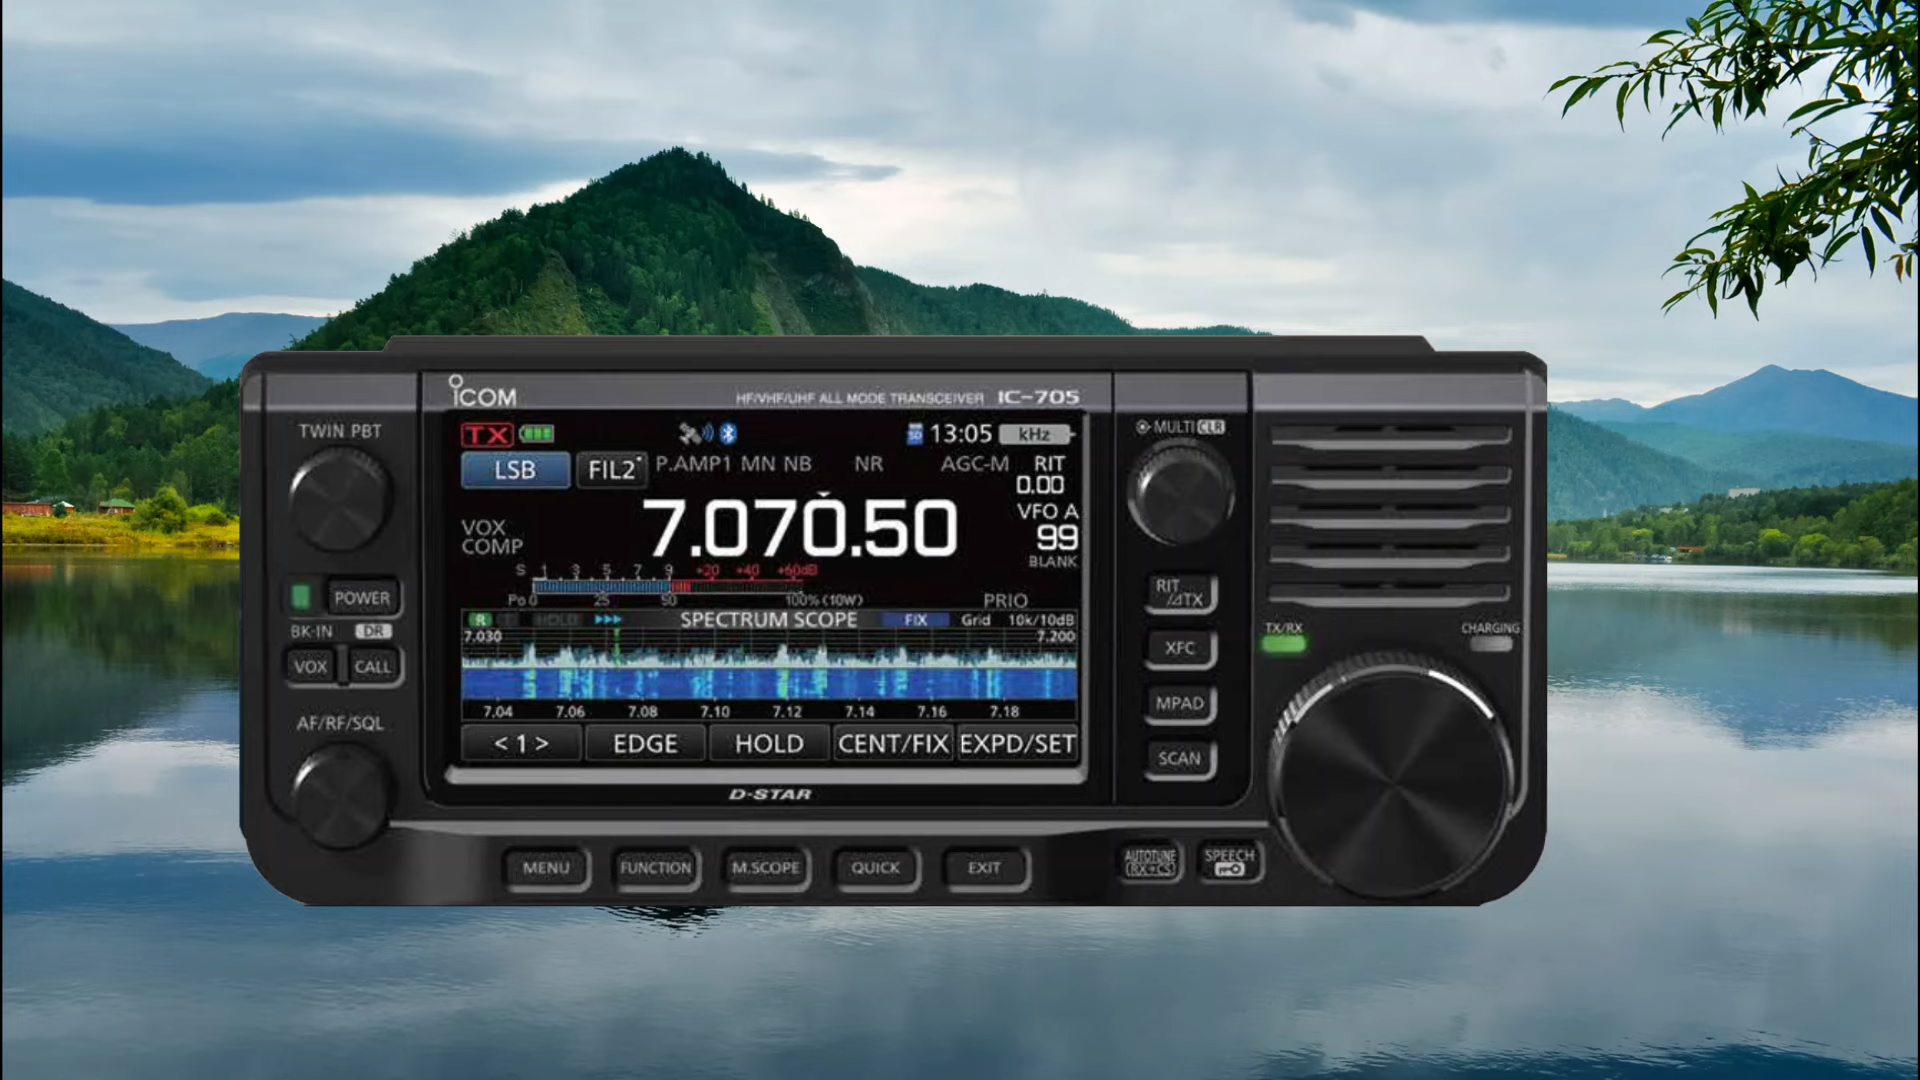 ICOM
HF/VHF/UHF ALL MODE TRANSCEIVER IC-705
TWIN PBT
TX
13:05 kHz
MULTI CLR
LSB FIL2 P.AMP1 MN NB NR AGC-M RIT
0.00
7.070.50
VFO A
99
BLANK
VOX
COMP
S 1 3 5 7 9 +20 +40 +60dB
Po 0 25 50 100% (10W) PRIO
R T HOLD SPECTRUM SCOPE FIX Grid 10k/10dB
7.030 7.200
7.04 7.06 7.08 7.10 7.12 7.14 7.16 7.18
<1> EDGE HOLD CENT/FIX EXPD/SET
D-STAR
POWER
BK-IN DR
VOX CALL
AF/RF/SQL
RIT
/⊿TX
XFC
MPAD
SCAN
TX/RX CHARGING
MENU FUNCTION M.SCOPE QUICK EXIT
AUTOTUNE
(RX→CS)
SPEECH